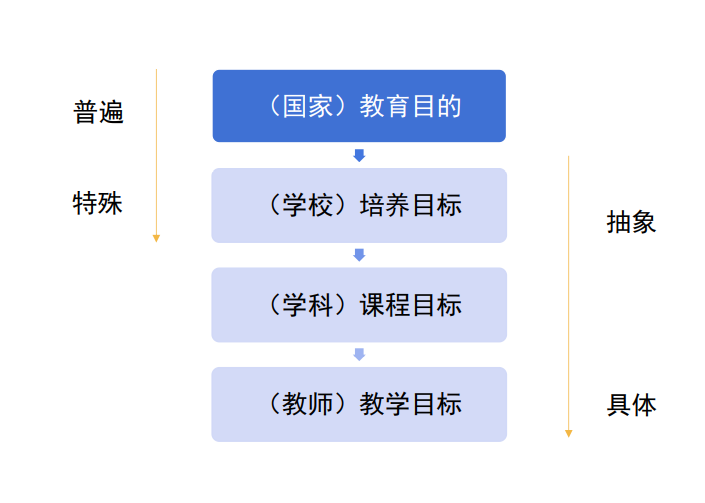 （国家）教育目的
普遍
特殊
（学校）培养目标
抽象
（学科）课程目标
（教师）教学目标
具体